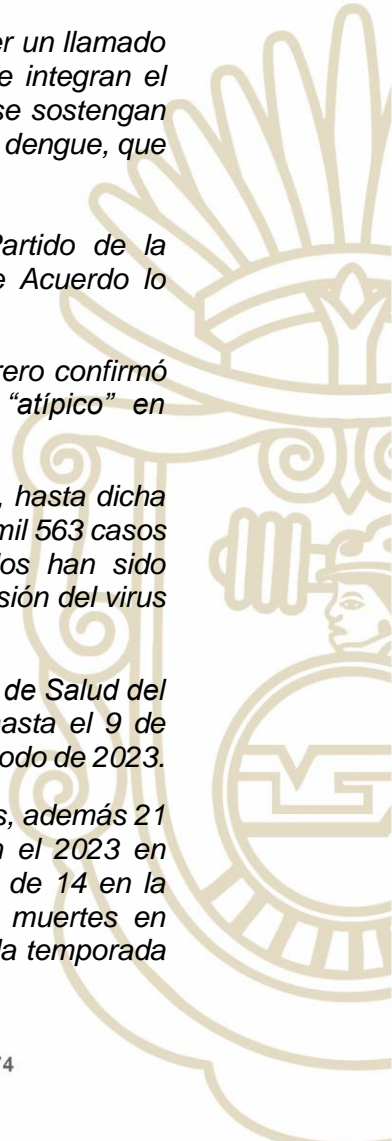 er un llamado
e integran el
se sostengan
dengue, que
Partido de la
e Acuerdo lo
rero confirmó
“atípico” en
, hasta dicha
mil 563 casos
los han sido
sión del virus
de Salud del
hasta el 9 de
odo de 2023.
s, además 21
n el 2023 en
de 14 en la
muertes en
la temporada
74